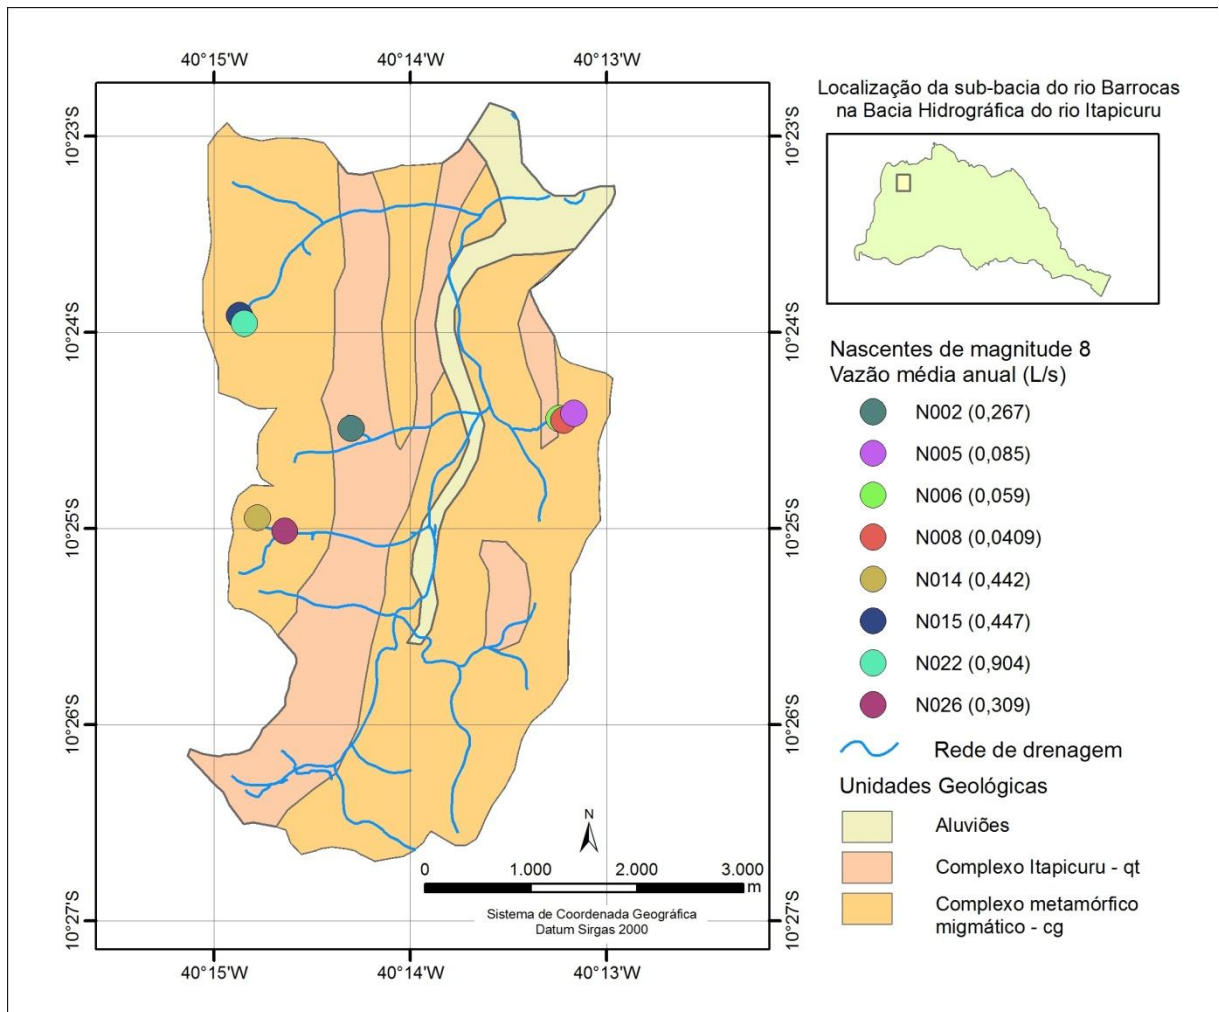 40°15'W 40°14'W 40°13'W
10°23'S 10°23'S
10°24'S 10°24'S
10°25'S 10°25'S
10°26'S 10°26'S
10°27'S 10°27'S
N
0 1.000 2.000 3.000
m
Sistema de Coordenada Geográfica
Datum Sirgas 2000
40°15'W 40°14'W 40°13'W
Localização da sub-bacia do rio Barrocas
na Bacia Hidrográfica do rio Itapicuru
Nascentes de magnitude 8
Vazão média anual (L/s)
N002 (0,267)
N005 (0,085)
N006 (0,059)
N008 (0,0409)
N014 (0,442)
N015 (0,447)
N022 (0,904)
N026 (0,309)
Rede de drenagem
Unidades Geológicas
Aluviões
Complexo Itapicuru - qt
Complexo metamórfico
migmático - cg